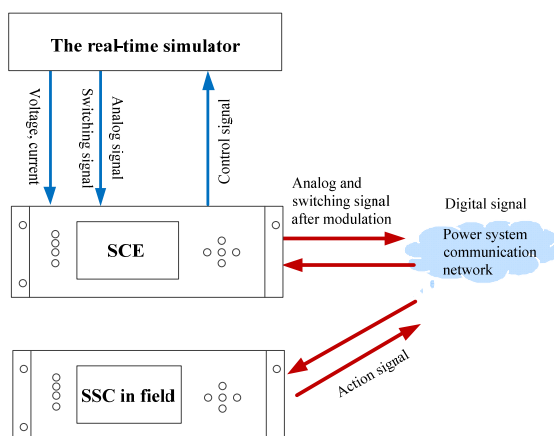 The real-time simulator
Voltage, current
Switching signal
Analog signal
Control signal
SCE
Analog and
switching signal
after modulation
Digital signal
Power system
communication
network
SSC in field
Action signal